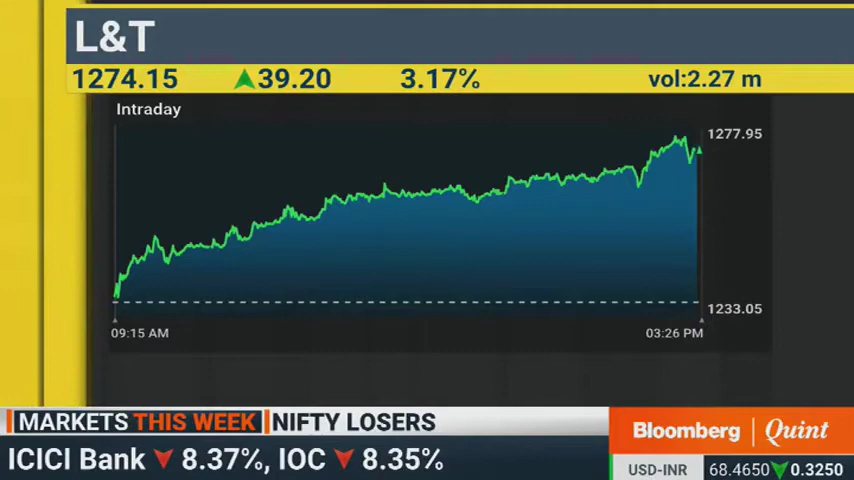 L&T
1274.15 39.20 3.17% vol:2.27 m
Intraday
1277.95
1233.05
09:15 AM 03:26 PM
MARKETS THIS WEEK NIFTY LOSERS
ICICI Bank 8.37%, IOC 8.35%
Bloomberg Quint
USD-INR 68.4650 0.3250